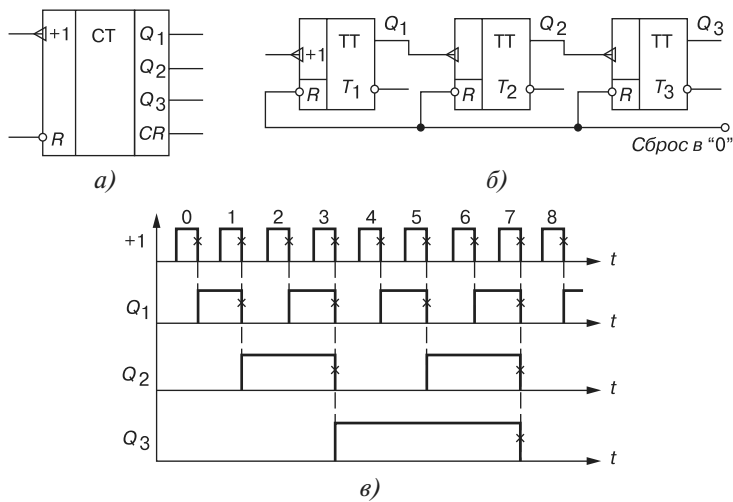 +1 CT Q1
Q2
Q3
R CR
а)
Q1 Q2 Q3
+1 TT TT TT
R T1 R T2 R T3
Сброс в “0”
б)
0 1 2 3 4 5 6 7 8
+1 t
Q1 t
Q2 t
Q3 t
в)